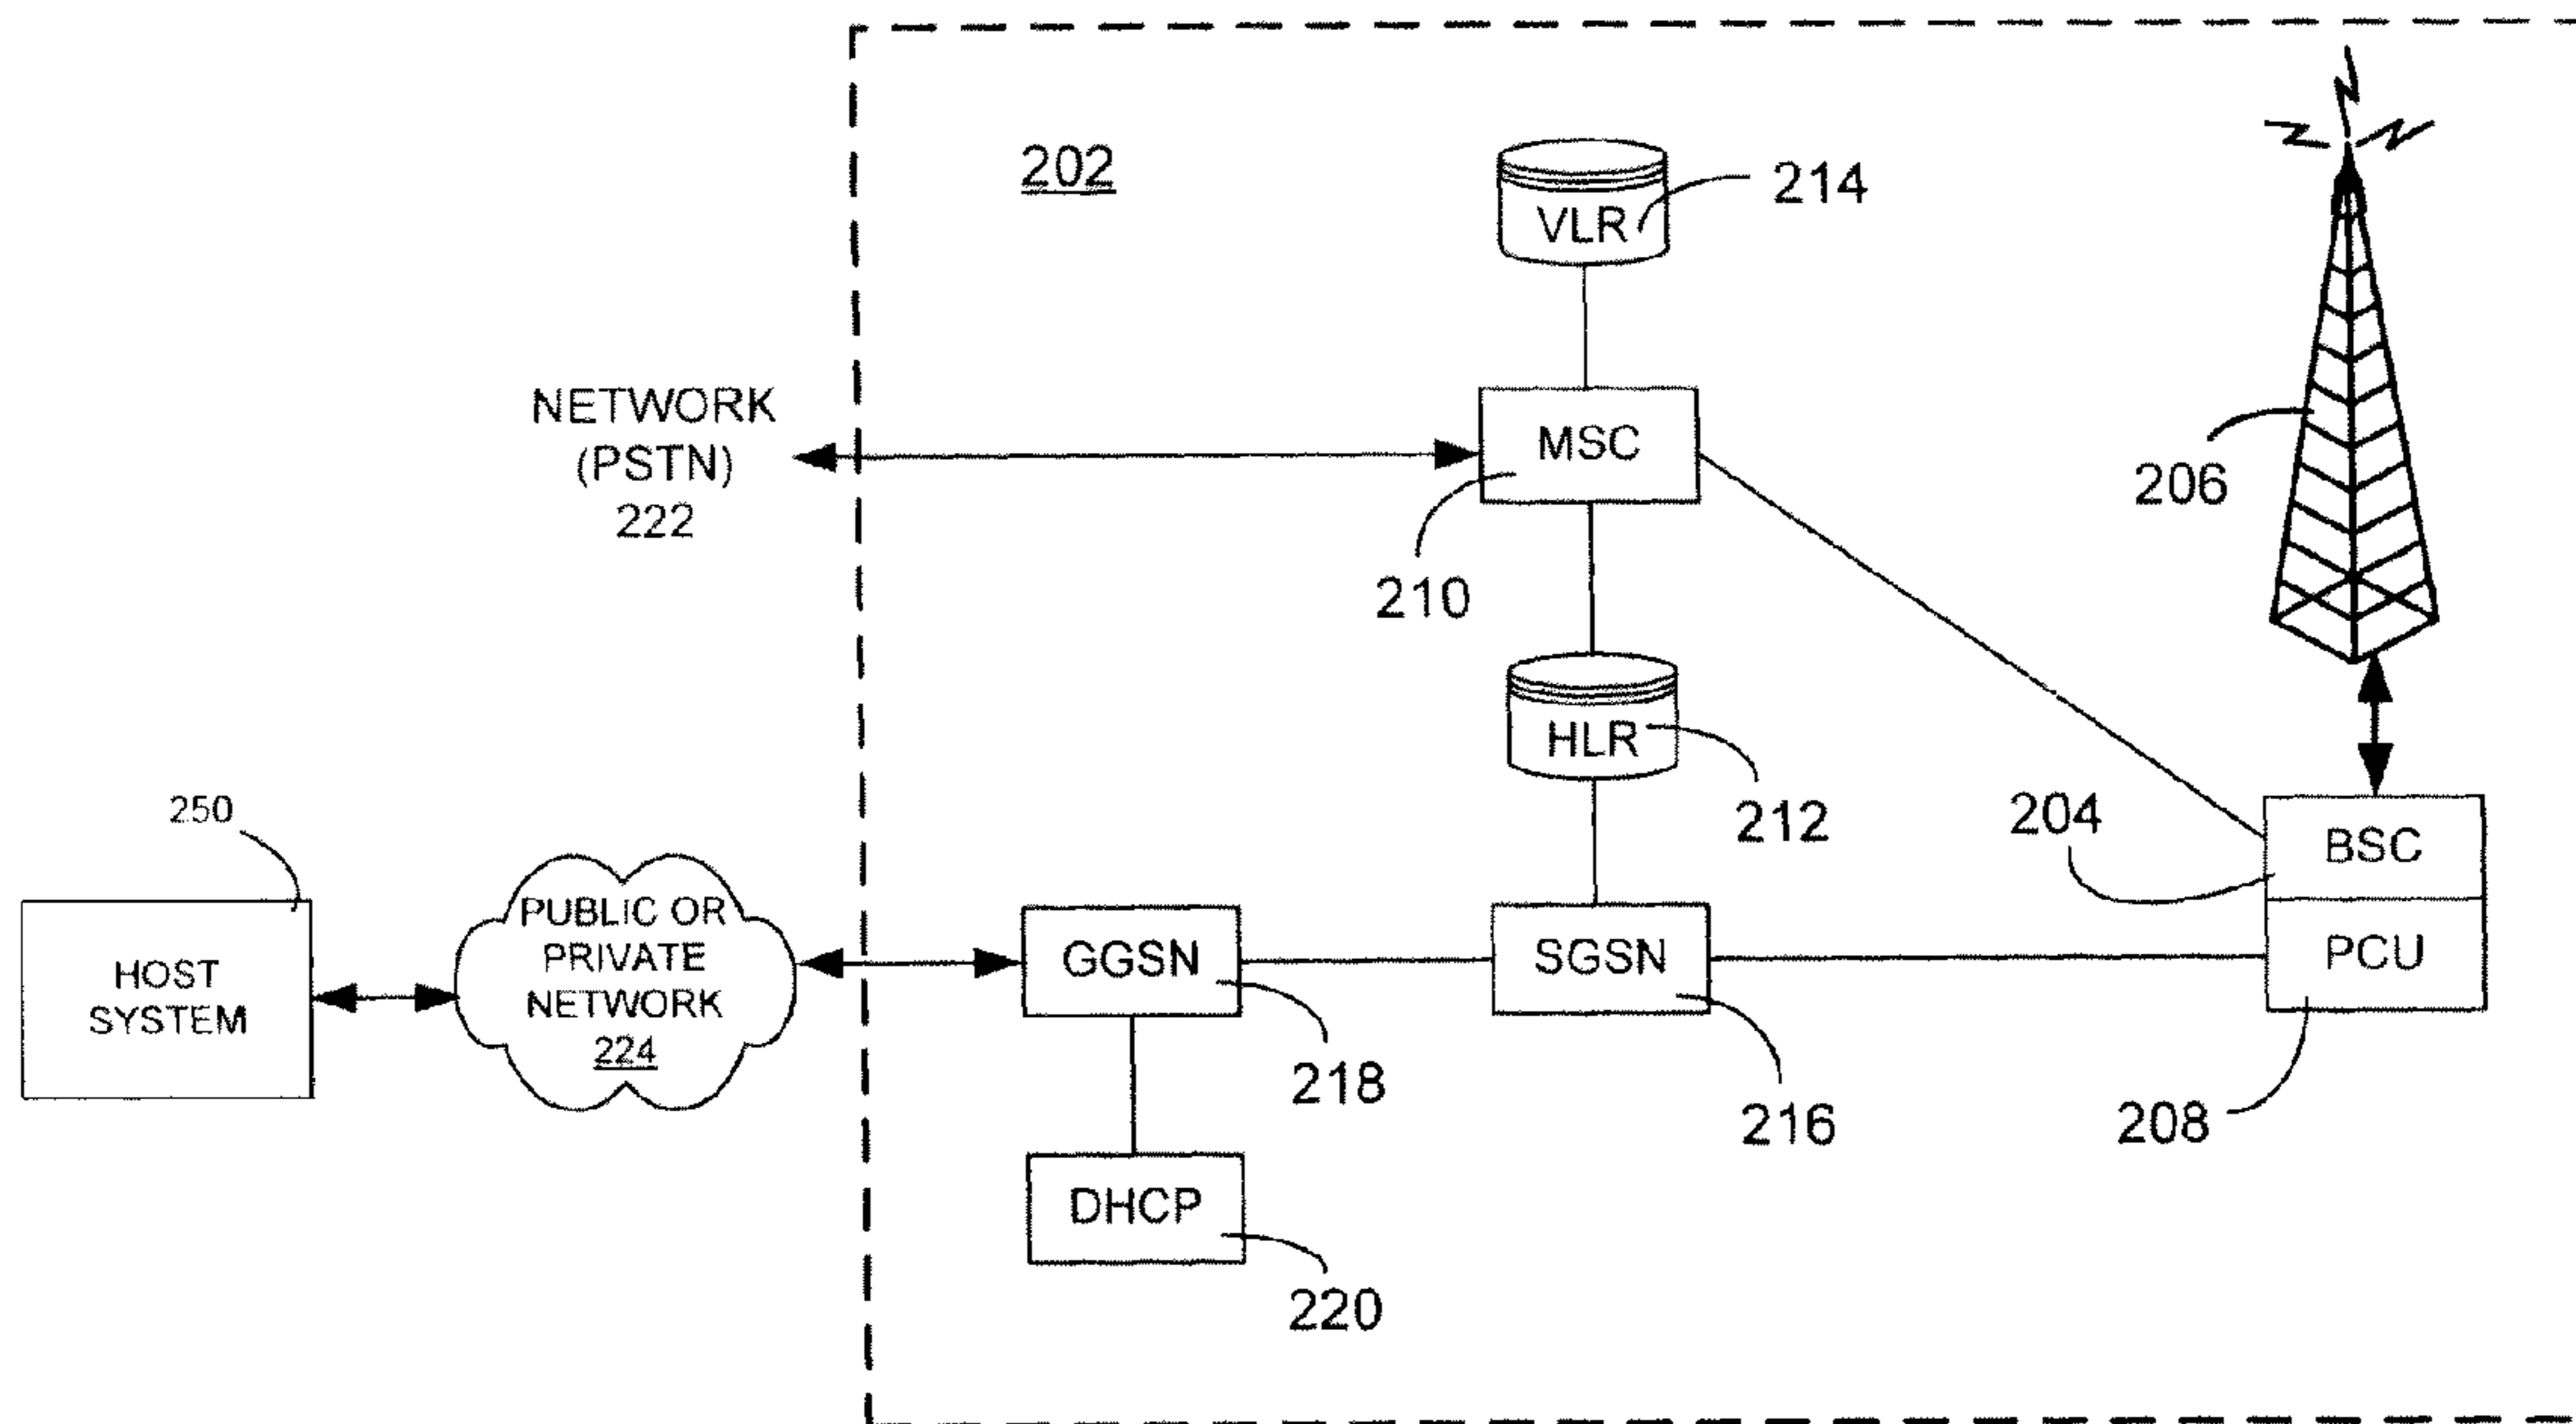 202
VLR
214
NETWORK
(PSTN)
222
MSC
210
206
HLR
212
250
HOST
SYSTEM
PUBLIC OR
PRIVATE
NETWORK
224
GGSN
218
SGSN
216
204
BSC
PCU
208
DHCP
220